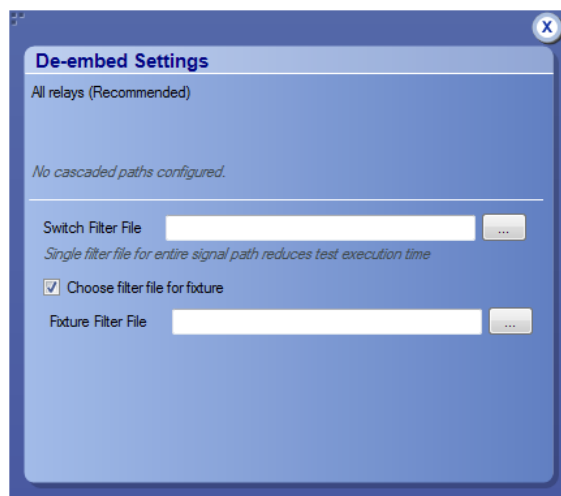 X
De-embed Settings
All relays (Recommended)
No cascaded paths configured.
Switch Filter File
...
Single filter file for entire signal path reduces test execution time
Choose filter file for fixture
Fixture Filter File
...